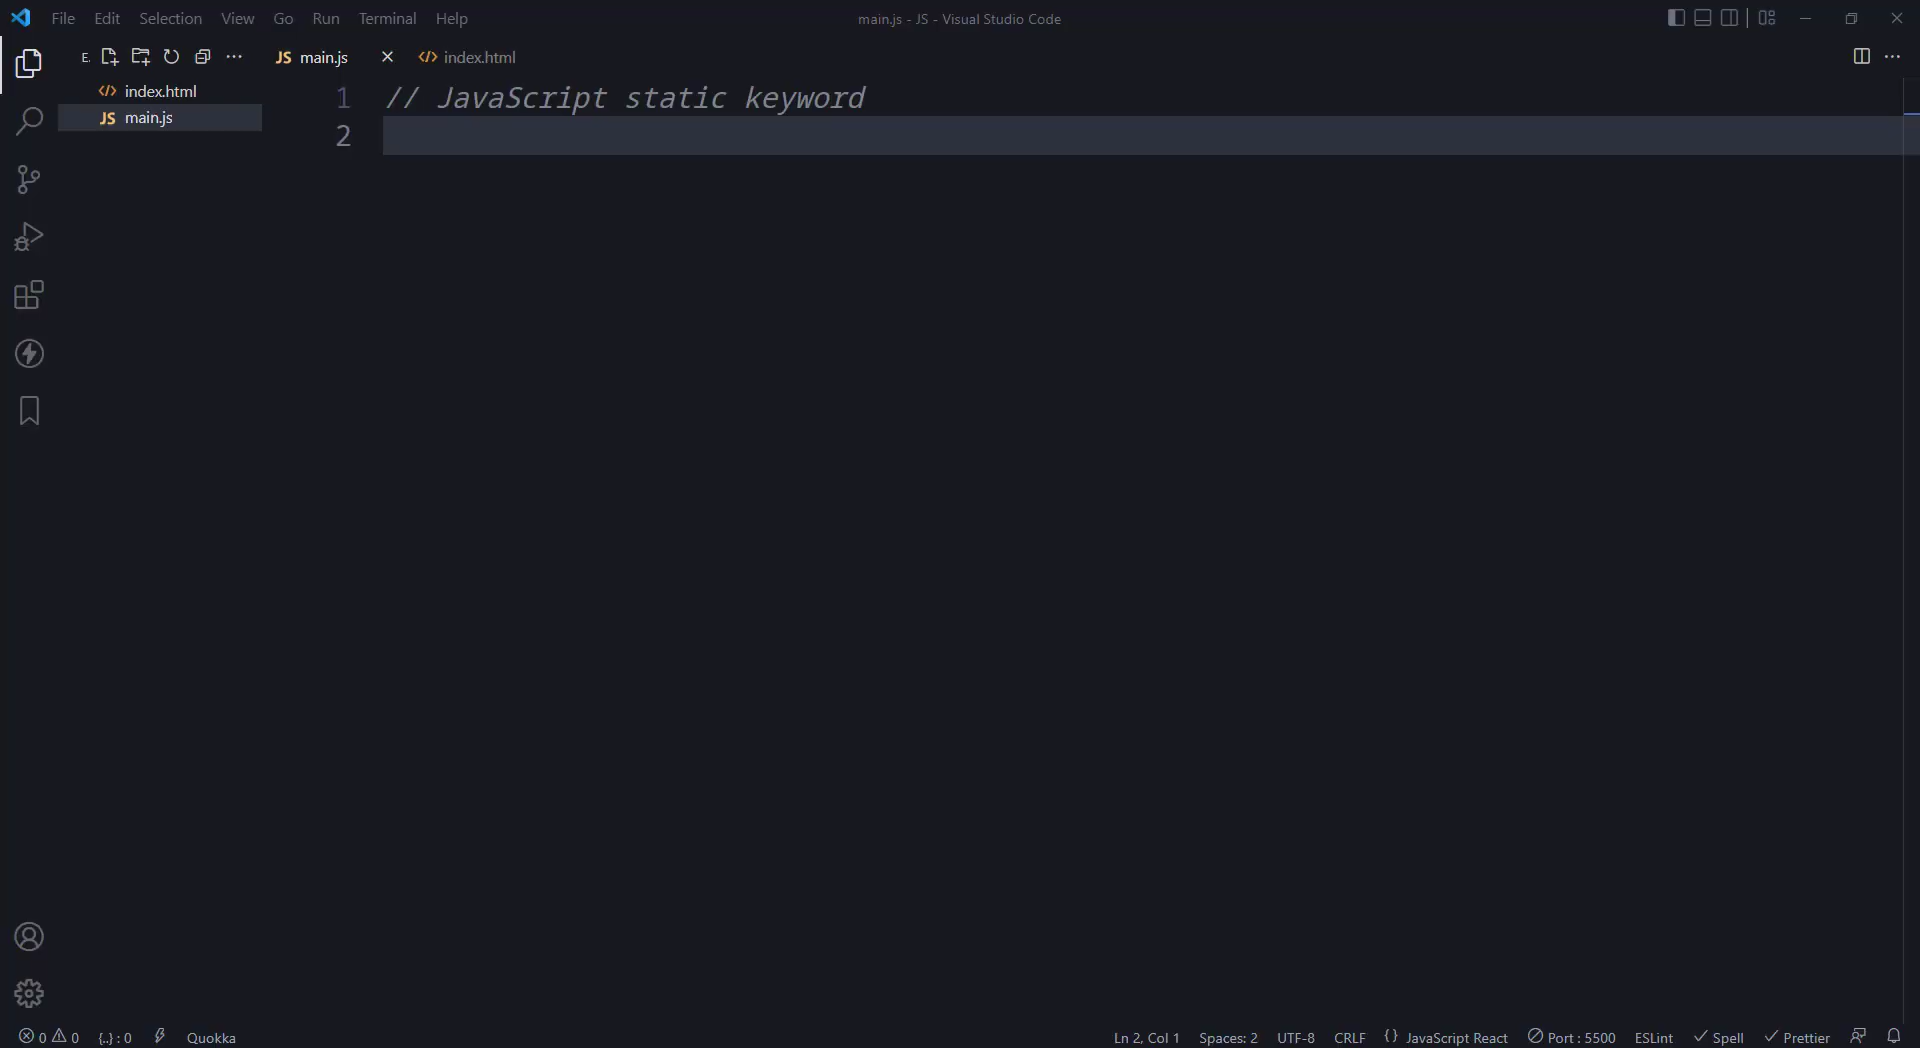 File Edit Selection View Go Run Terminal Help
main.js - JS - Visual Studio Code
E.
JS main.js
index.html
index.html
JS main.js
1 // JavaScript static keyword
2
0 0 {..} : 0 Quokka
Ln 2, Col 1 Spaces: 2 UTF-8 CRLF {} JavaScript React Port : 5500 ESLint Spell Prettier